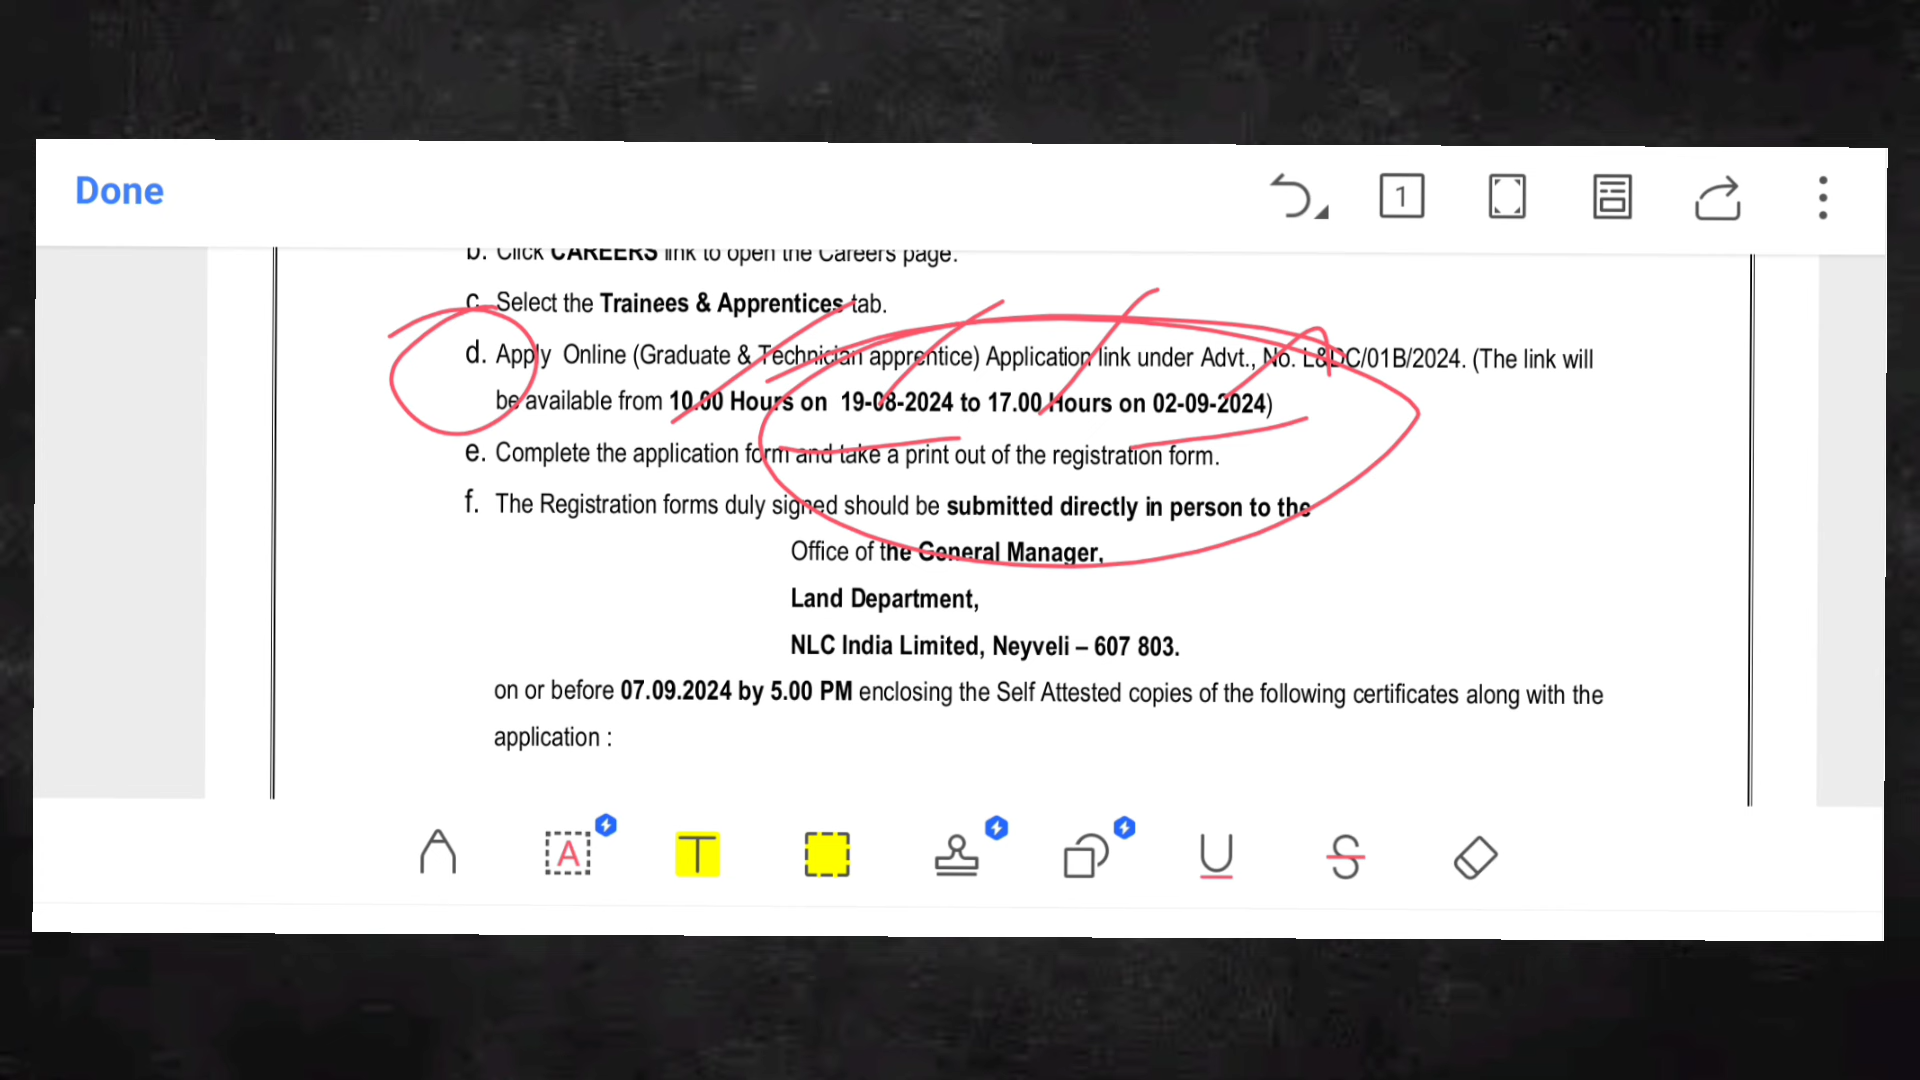 Done
1
b. Click CAREERS link to open the Careers page.
c. Select the Trainees & Apprentices tab.
d. Apply Online (Graduate & Technician apprentice) Application link under Advt., No. L&DC/01B/2024. (The link will
be available from 10.00 Hours on 19-08-2024 to 17.00 Hours on 02-09-2024)
e. Complete the application form and take a print out of the registration form.
f. The Registration forms duly signed should be submitted directly in person to the
Office of the General Manager,
Land Department,
NLC India Limited, Neyveli – 607 803.
on or before 07.09.2024 by 5.00 PM enclosing the Self Attested copies of the following certificates along with the
application :
A T U S